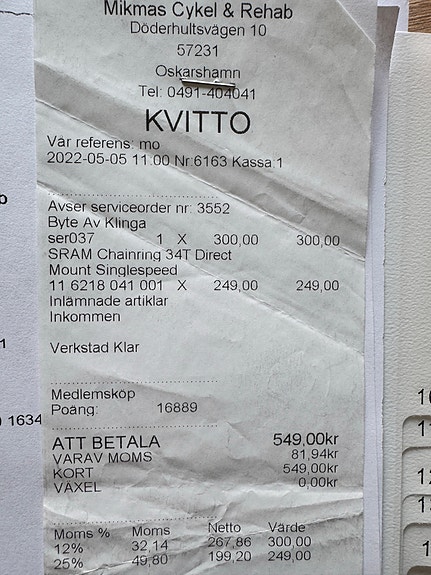 Mikmas Cykel & Rehab
Döderhultsvägen 10
57231
Oskarshamn
Tel: 0491-404041
KVITTO
Vår referens: mo
2022-05-05 11:00 Nr:6163 Kassa:1
Avser serviceorder nr: 3552
Byte Av Klinga
ser037 1 X 300,00 300,00
SRAM Chainring 34T Direct
Mount Singlespeed
11 6218 041 001 X 249,00 249,00
Inlämnade artiklar
Inkommen
Verkstad Klar
Medlemsköp
Poäng: 16889
0 1634
ATT BETALA 549,00kr
VARAV MOMS 81,94kr
KORT 549,00kr
VÄXEL 0,00kr
Moms % Moms Netto Värde
12% 32,14 267,86 300,00
25% 49,80 199,20 249,00